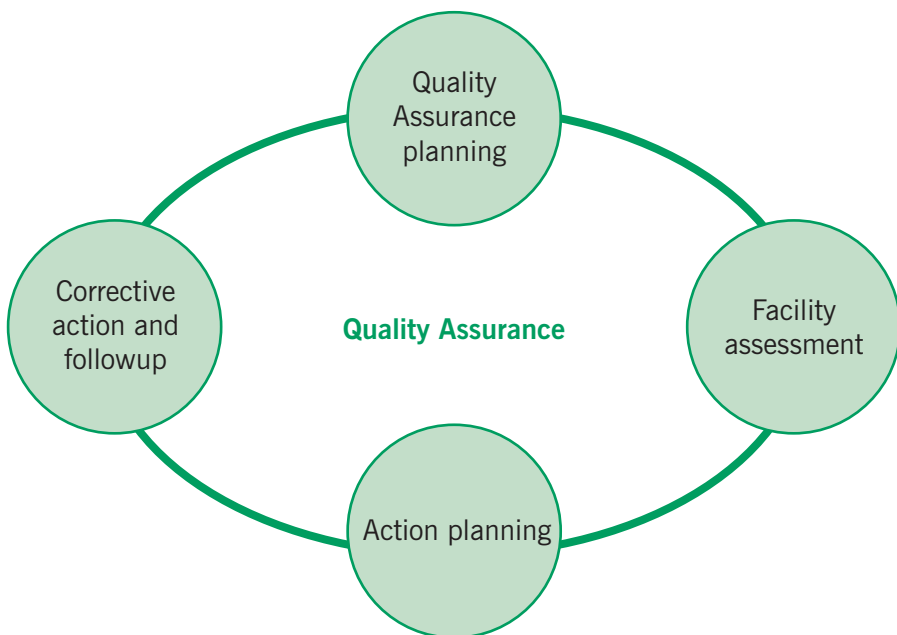 Quality
Assurance
planning
Corrective
action and
followup
Quality Assurance
Facility
assessment
Action planning